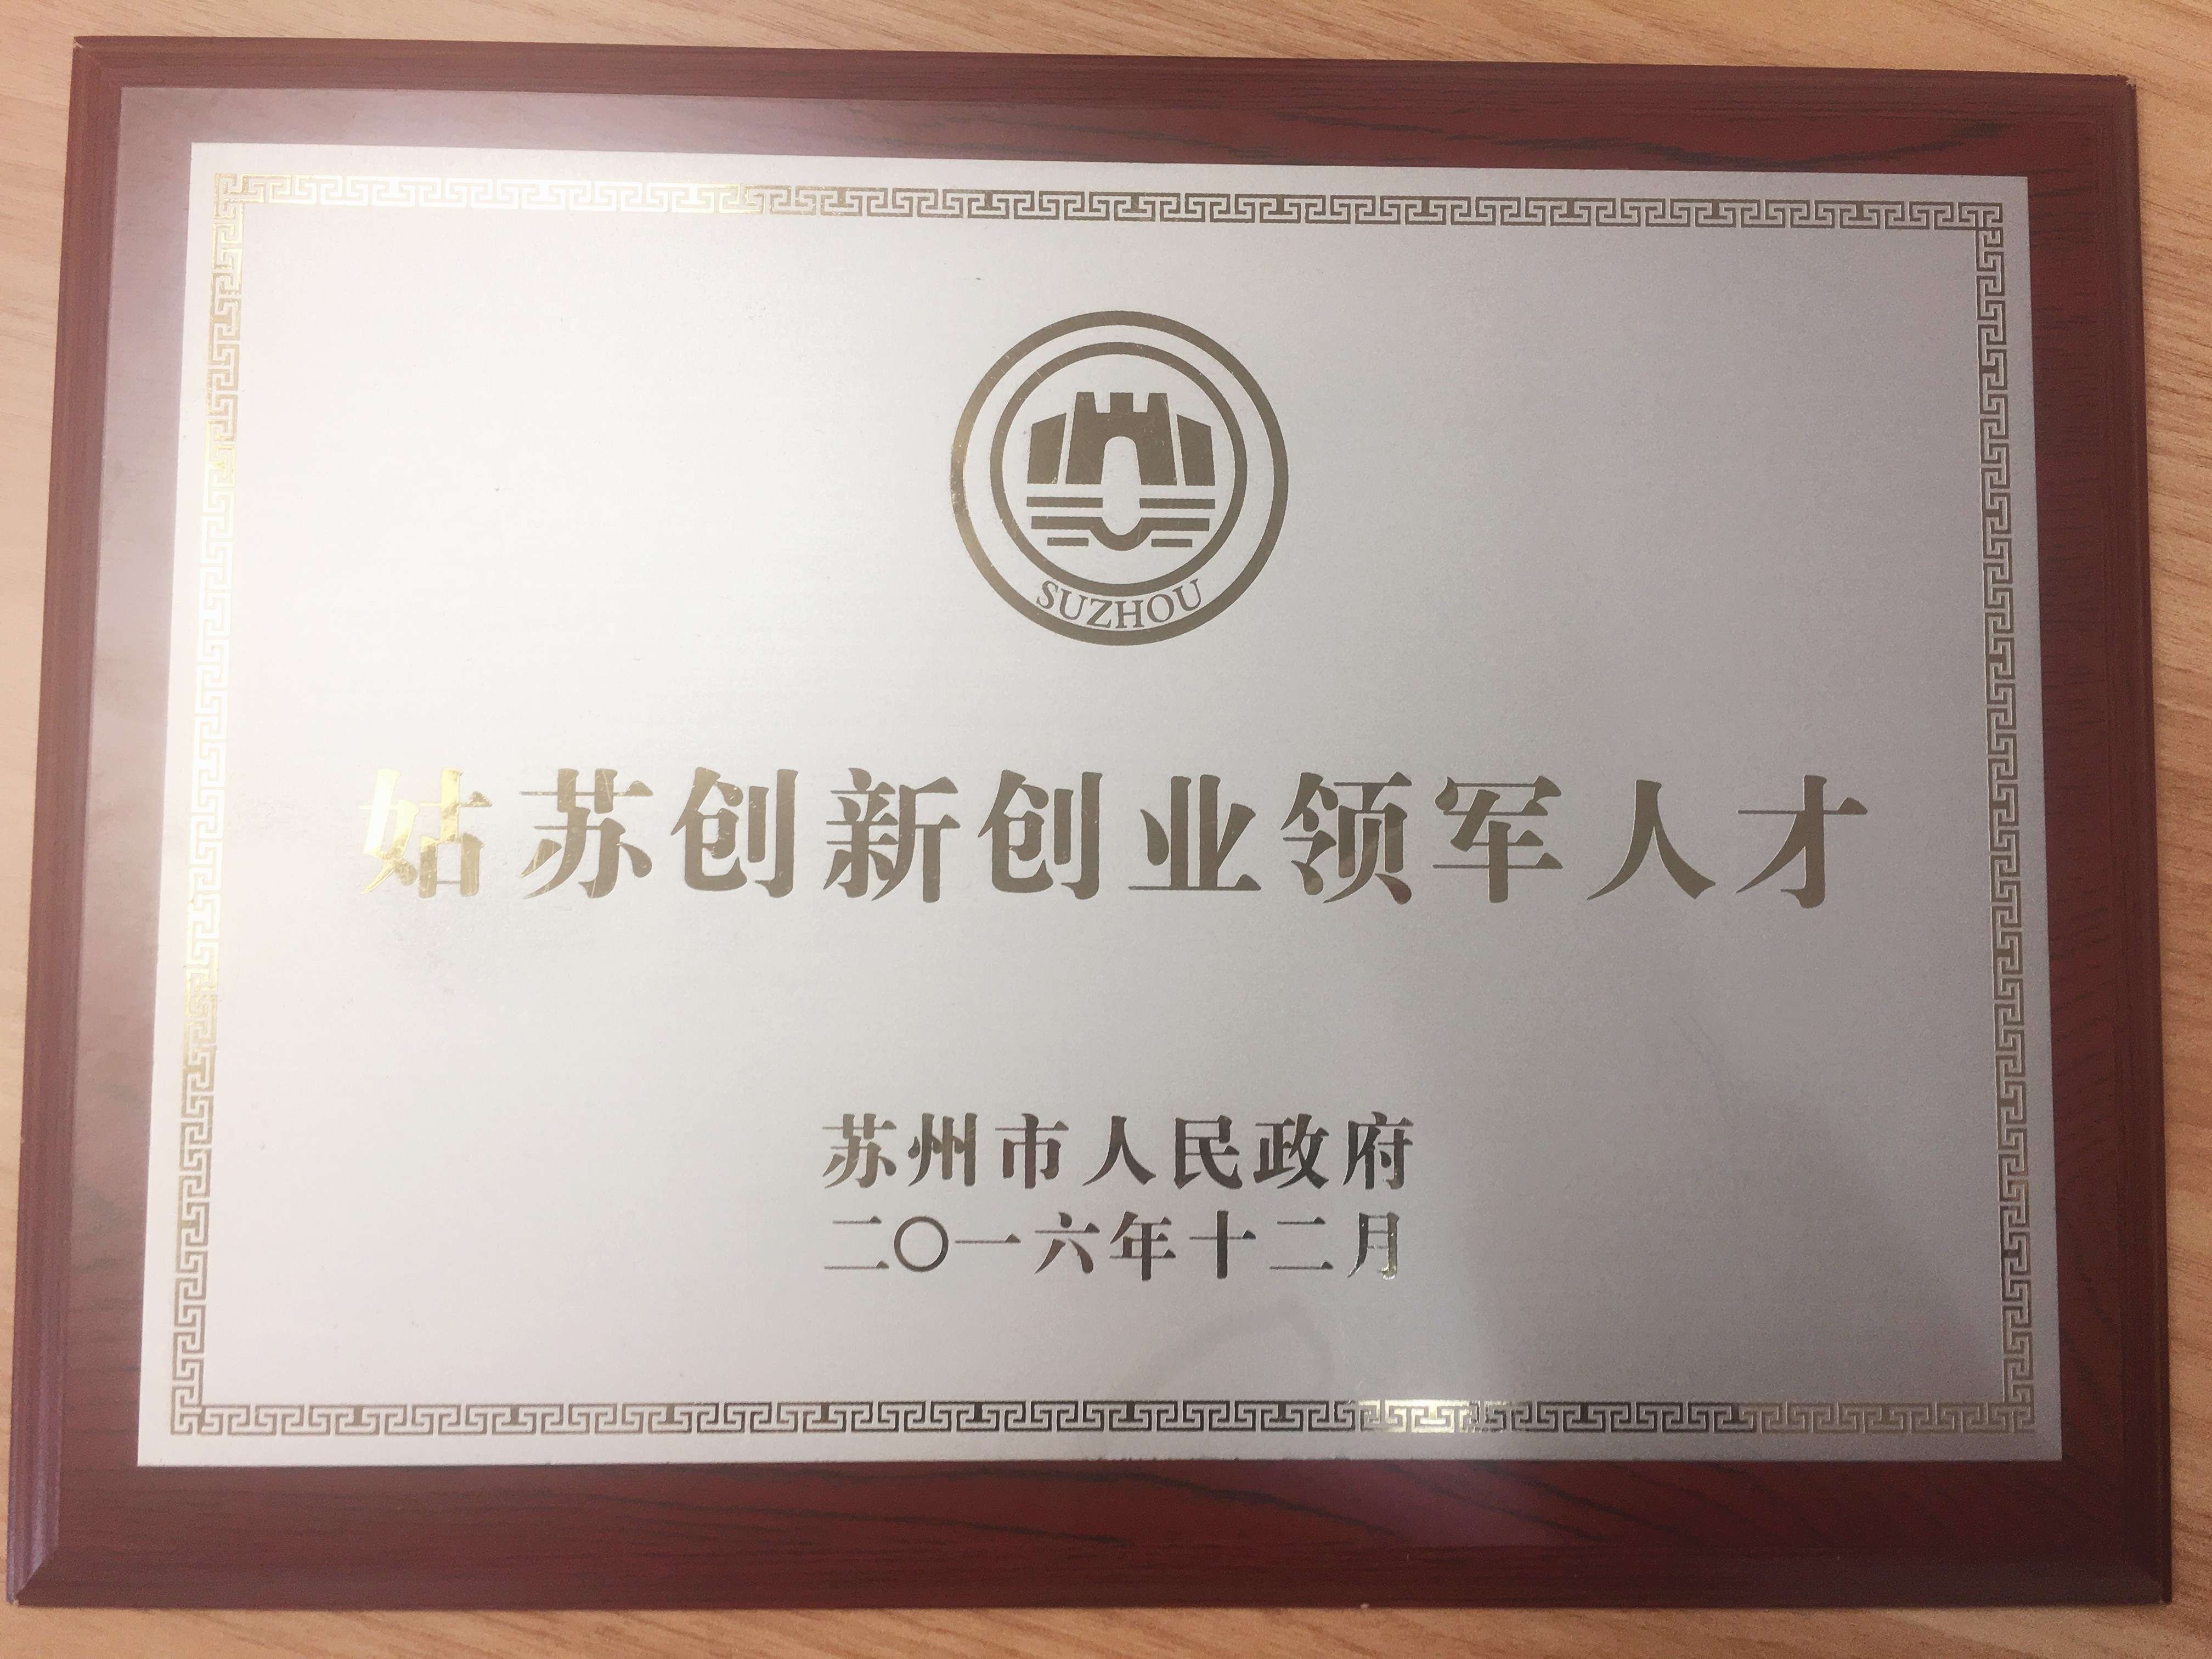 SUZHOU
姑苏创新创业领军人才
苏州市人民政府
二〇一六年十二月